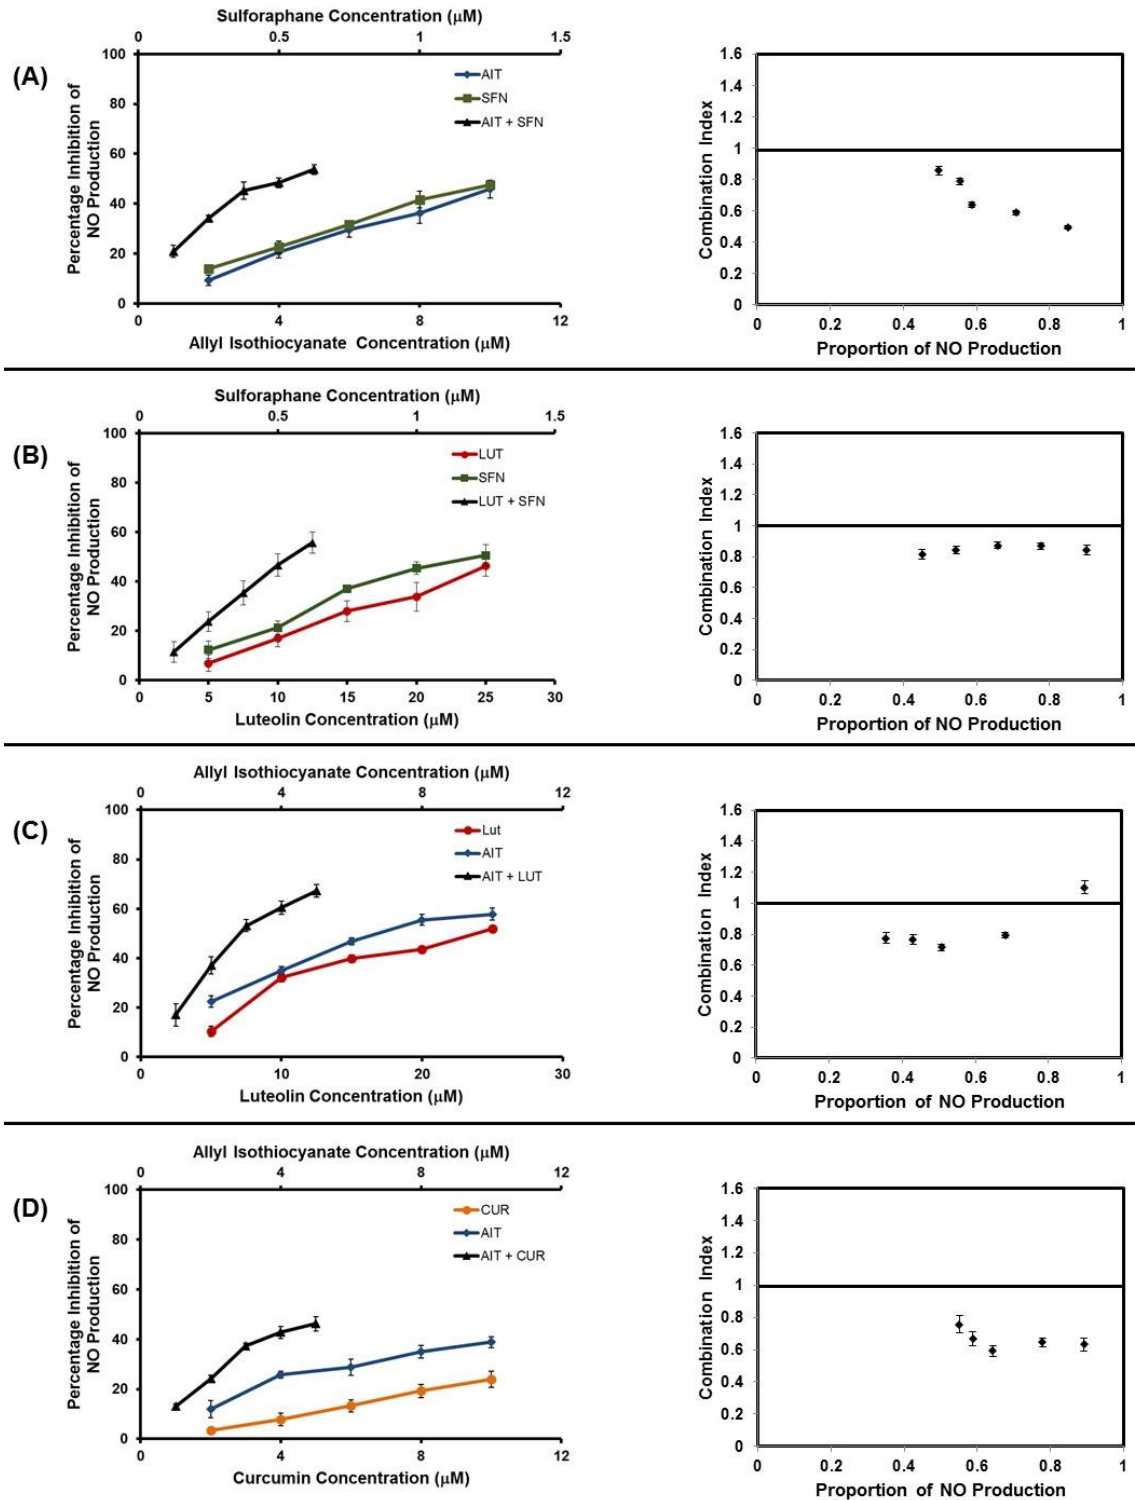 Sulforaphane Concentration (μM)
0 0.5 1 1.5
(A)
100
80
60
40
20
0
Percentage Inhibition of
NO Production
AIT
SFN
AIT + SFN
0 4 8 12
Allyl Isothiocyanate Concentration (μM)
1.6
1.4
1.2
1
0.8
0.6
0.4
0.2
0
Combination Index
0 0.2 0.4 0.6 0.8 1
Proportion of NO Production
Sulforaphane Concentration (μM)
0 0.5 1 1.5
(B)
100
80
60
40
20
0
Percentage Inhibition of
NO Production
LUT
SFN
LUT + SFN
0 5 10 15 20 25 30
Luteolin Concentration (μM)
1.6
1.4
1.2
1
0.8
0.6
0.4
0.2
0
Combination Index
0 0.2 0.4 0.6 0.8 1
Proportion of NO Production
Allyl Isothiocyanate Concentration (μM)
0 4 8 12
(C)
100
80
60
40
20
0
Percentage Inhibition of
NO Production
Lut
AIT
AIT + LUT
0 10 20 30
Luteolin Concentration (μM)
1.6
1.4
1.2
1
0.8
0.6
0.4
0.2
0
Combination Index
0 0.2 0.4 0.6 0.8 1
Proportion of NO Production
Allyl Isothiocyanate Concentration (μM)
0 4 8 12
(D)
100
80
60
40
20
0
Percentage Inhibition of
NO Production
CUR
AIT
AIT + CUR
0 4 8 12
Curcumin Concentration (μM)
1.6
1.4
1.2
1
0.8
0.6
0.4
0.2
0
Combination Index
0 0.2 0.4 0.6 0.8 1
Proportion of NO Production